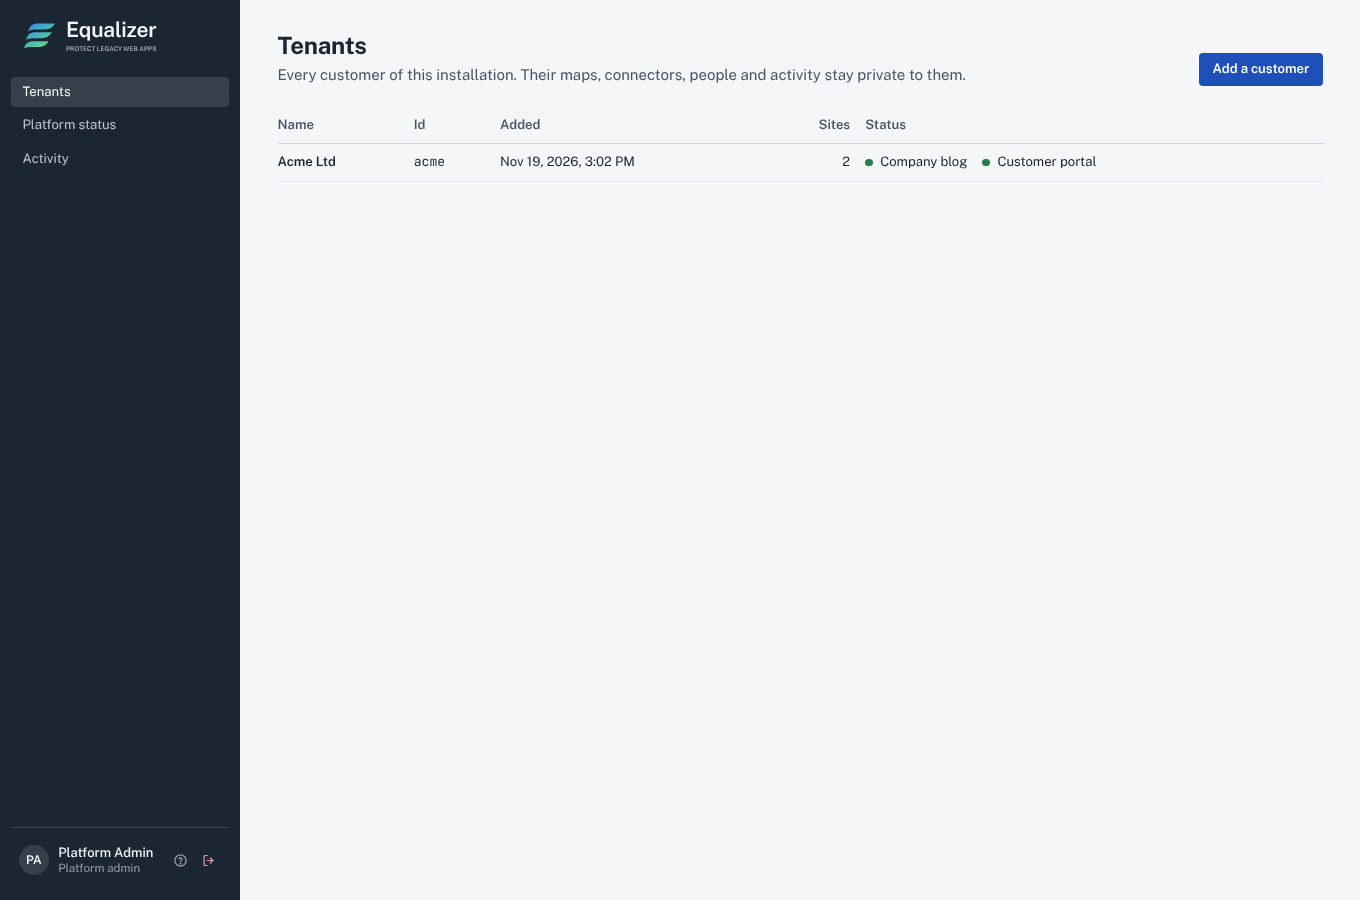 Equalizer
PROTECT LEGACY WEB APPS
Tenants
Platform status
Activity
PA
Platform Admin
Platform admin
Tenants
Every customer of this installation. Their maps, connectors, people and activity stay private to them.
Add a customer
Name Id Added Sites Status
Acme Ltd acme Nov 19, 2026, 3:02 PM 2 Company blog Customer portal